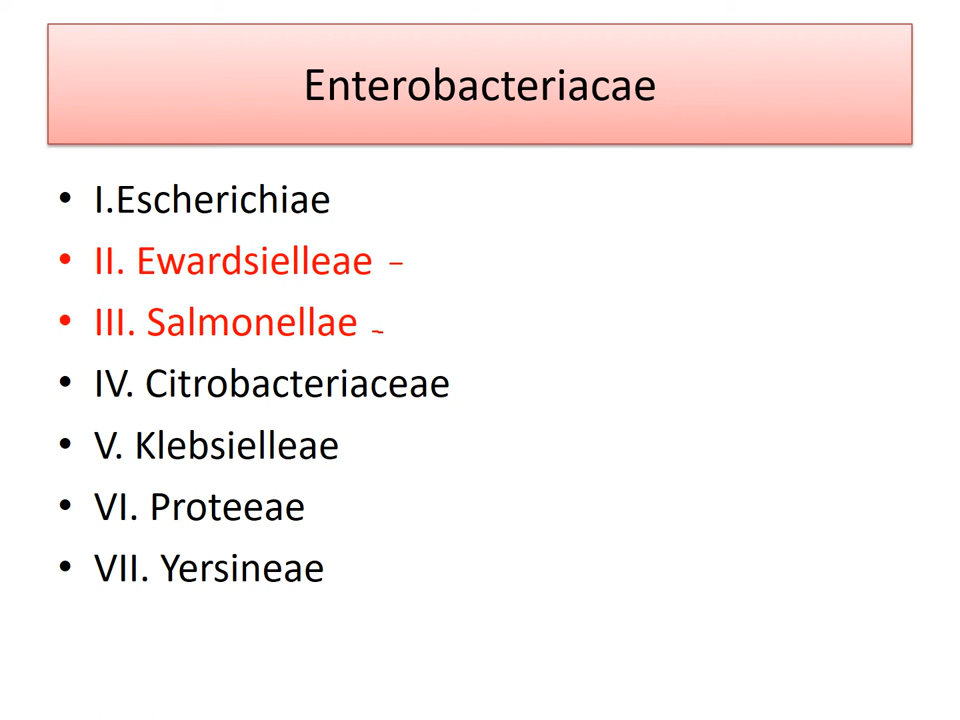 Enterobacteriacae
• I.Escherichiae
• II. Ewardsielleae –
• III. Salmonellae -
• IV. Citrobacteriaceae
• V. Klebsielleae
• VI. Proteeae
• VII. Yersineae